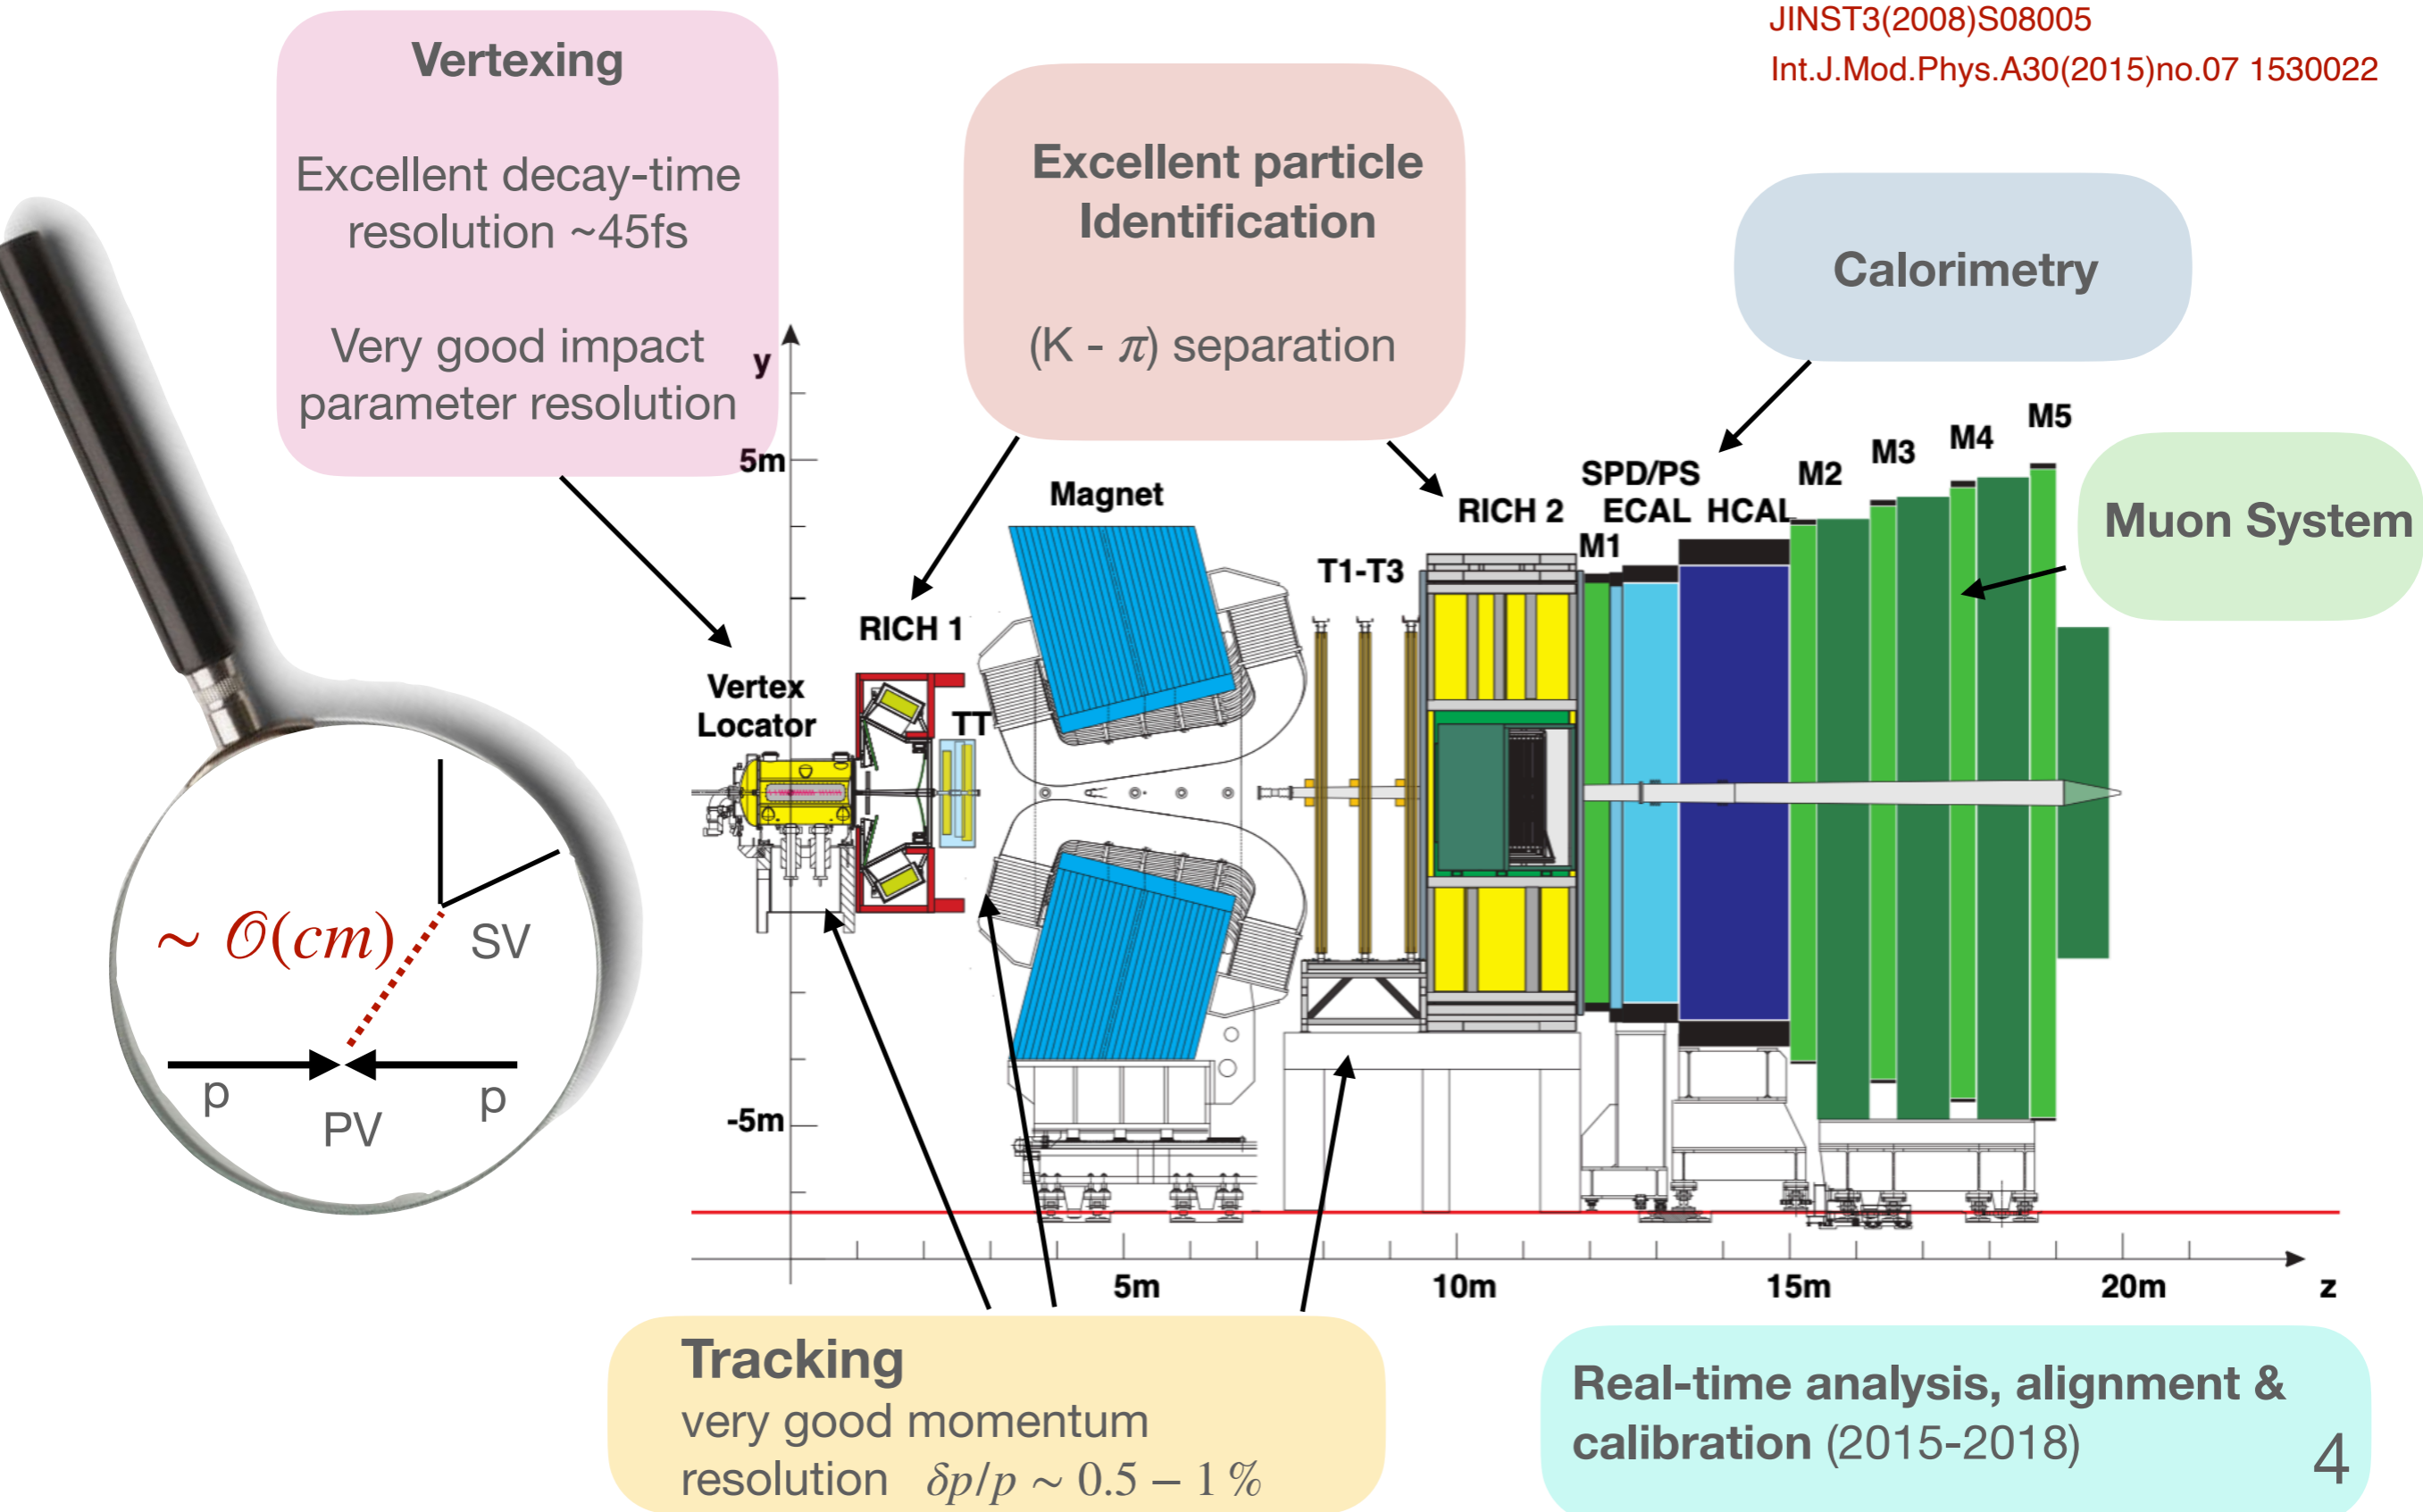 JINST3(2008)S08005
Int.J.Mod.Phys.A30(2015)no.07 1530022
Vertexing
Excellent decay-time
resolution ~45fs
Very good impact
parameter resolution
Excellent particle
Identification
(K - π) separation
Calorimetry
Muon System
y
5m
-5m
Vertex
Locator
RICH 1
TT
Magnet
T1-T3
RICH 2
M1
SPD/PS
ECAL HCAL
M2
M3
M4
M5
5m
10m
15m
20m
z
~ 𝒪(cm)
SV
p
PV
p
Tracking
very good momentum
resolution δp/p ~ 0.5 − 1 %
Real-time analysis, alignment &
calibration (2015-2018)
4